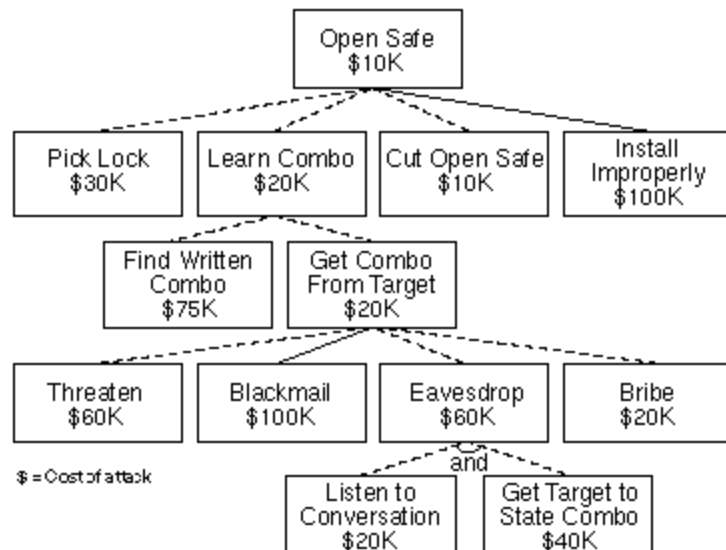 Open Safe
$10K
Pick Lock
$30K
Learn Combo
$20K
Cut Open Safe
$10K
Install
Improperly
$100K
Find Written
Combo
$75K
Get Combo
From Target
$20K
Threaten
$60K
Blackmail
$100K
Eavesdrop
$60K
Bribe
$20K
and
$ = Cost of attack
Listen to
Conversation
$20K
Get Target to
State Combo
$40K